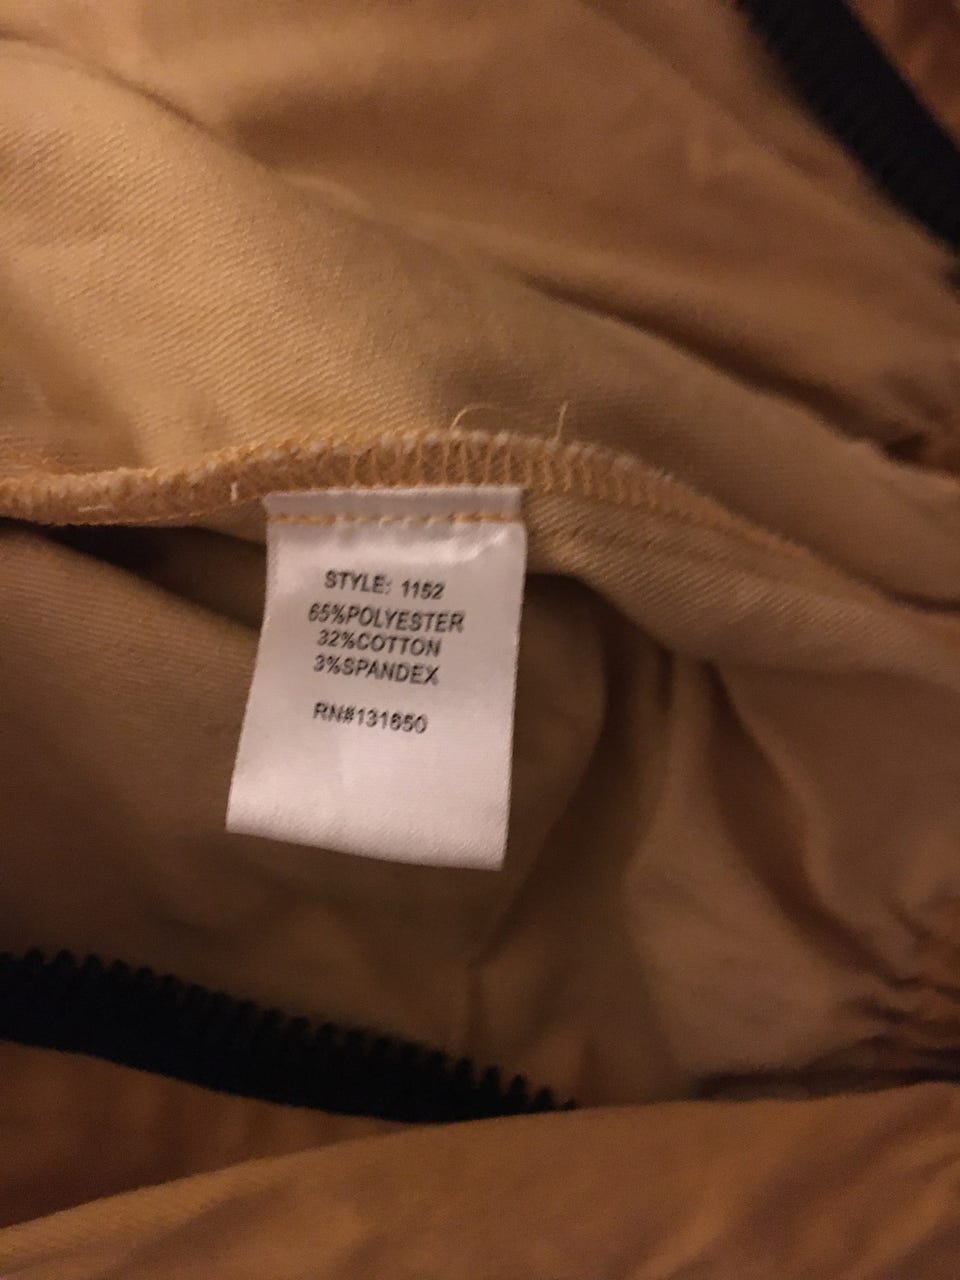 STYLE: 1152
65%POLYESTER
32%COTTON
3%SPANDEX
RN#131650